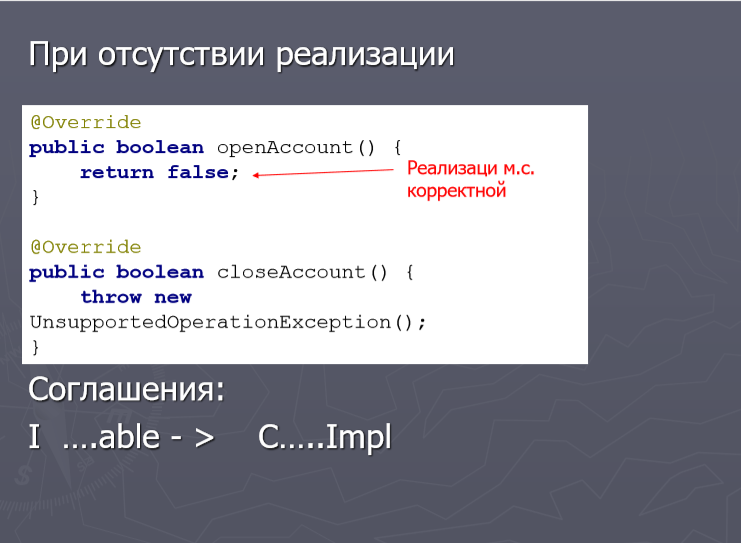 При отсутствии реализации
@Override
public boolean openAccount() {
return false;
Реализаци м.с.
корректной
}
@Override
public boolean closeAccount() {
throw new
UnsupportedOperationException();
}
Соглашения:
I ….able - > C…..Impl